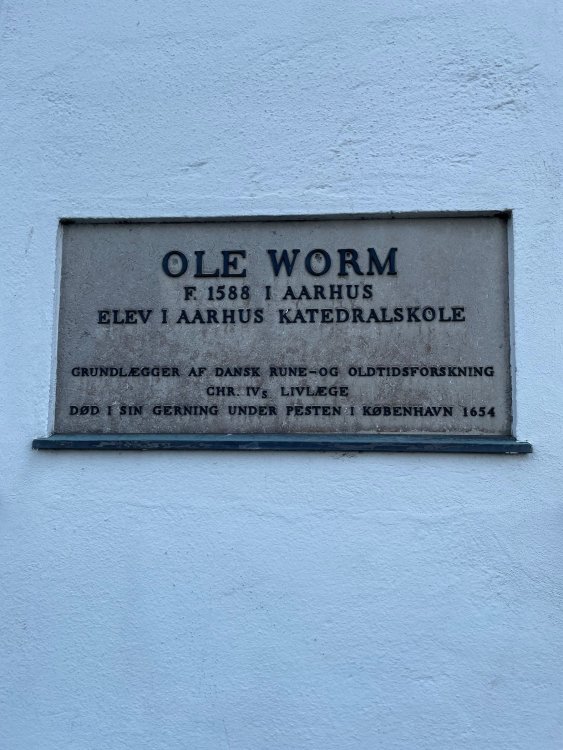 OLE WORM
F. 1588 I AARHUS
ELEV I AARHUS KATEDRALSKOLE
GRUNDLÆGGER AF DANSK RUNE-OG OLDTIDSFORSKNING
CHR. IVs LIVLÆGE
DØD I SIN GERNING UNDER PESTEN I KØBENHAVN 1654